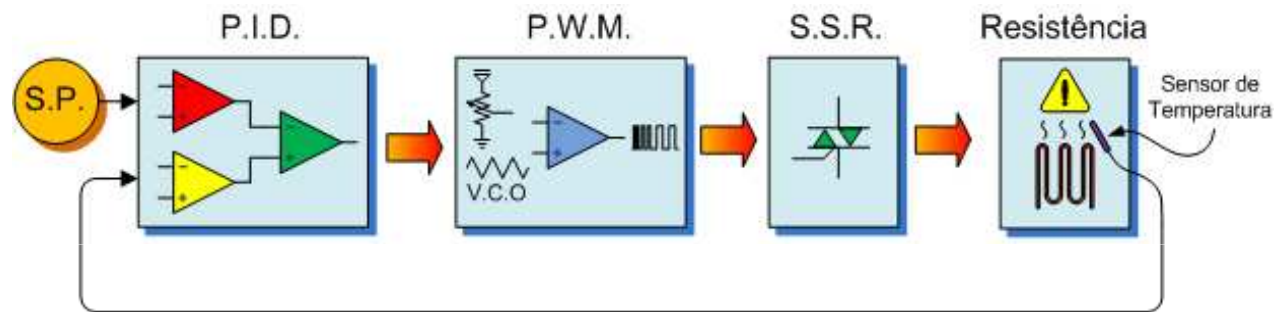 P.I.D.
P.W.M.
S.S.R.
Resistência
S.P.
V.C.O
Sensor de
Temperatura